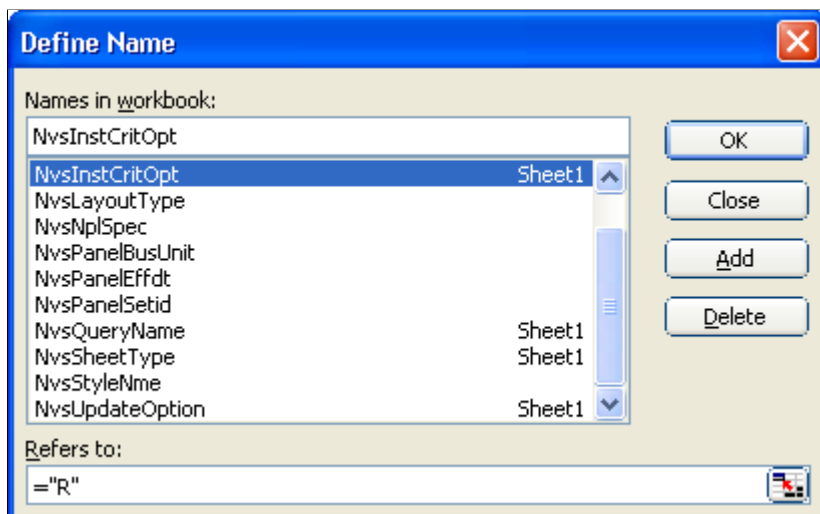 Define Name
Names in workbook:
NvsInstCritOpt
OK
NvsInstCritOpt Sheet1
NvsLayoutType
Close
NvsNplSpec
NvsPanelBusUnit
Add
NvsPanelEffdt
NvsPanelSetid
NvsQueryName Sheet1
Delete
NvsSheetType Sheet1
NvsStyleNme
NvsUpdateOption Sheet1
Refers to:
="R"